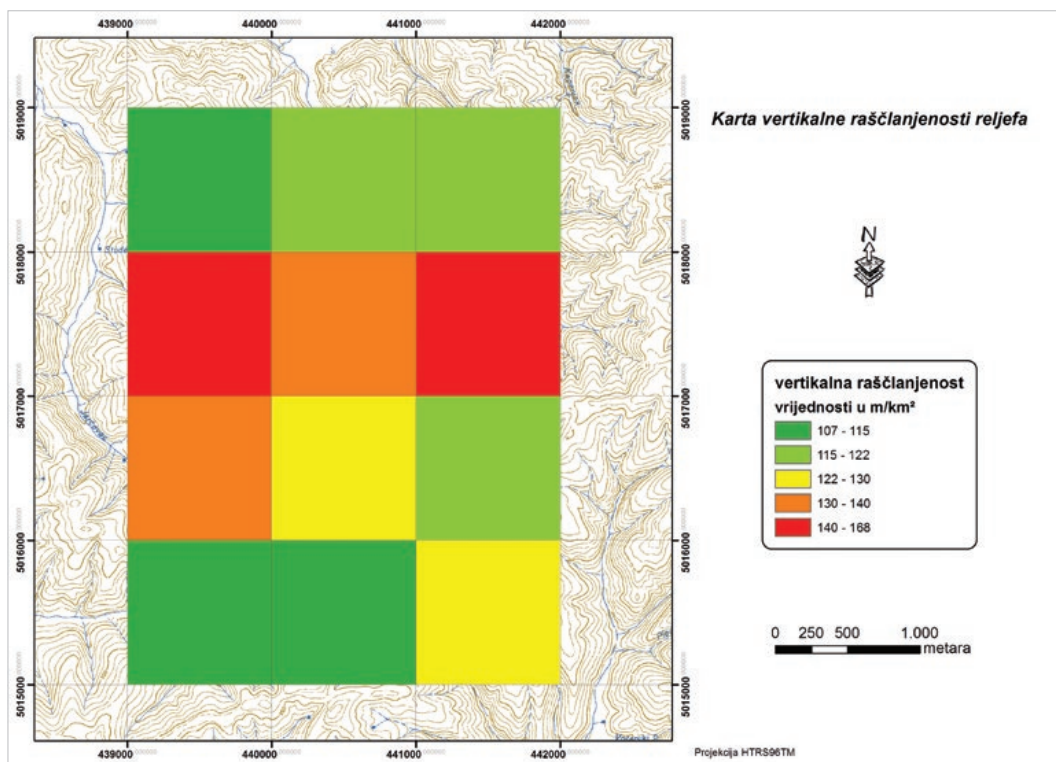 439000 440000 441000 442000
5019000 5019000
5018000 5018000
5017000 5017000
5016000 5016000
5015000 5015000
439000 440000 441000 442000
Karta vertikalne raščlanjenosti reljefa
N
vertikalna raščlanjenost
vrijednosti u m/km²
107 - 115
115 - 122
122 - 130
130 - 140
140 - 168
0 250 500 1.000
metara
Projekcija HTRS96TM